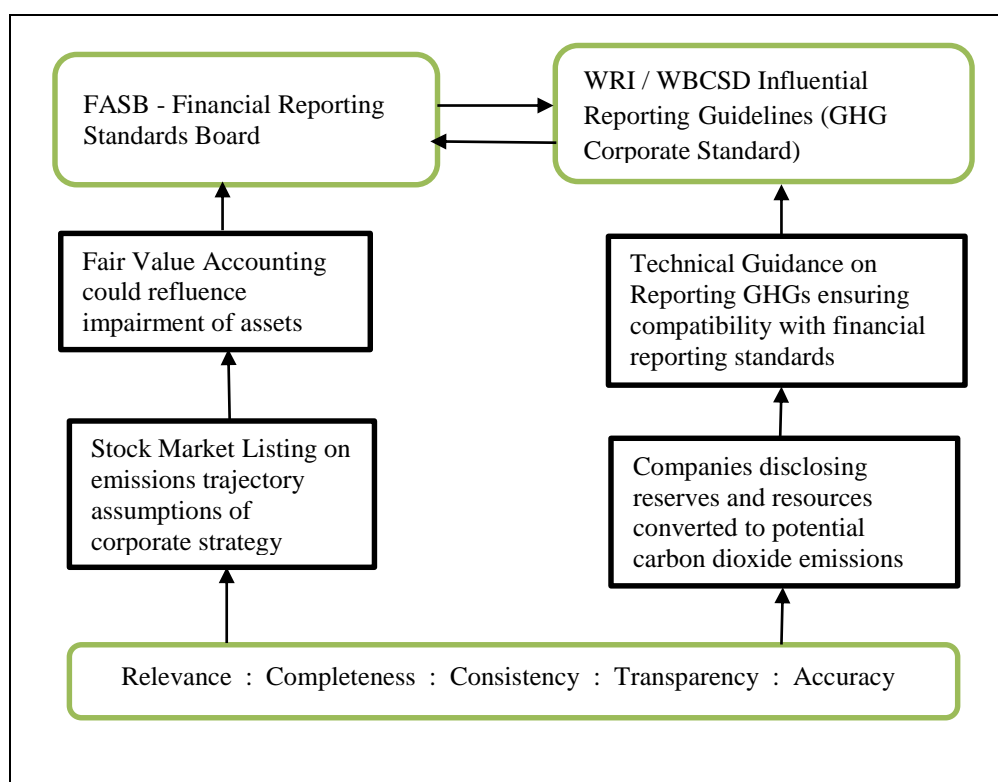 FASB - Financial Reporting
Standards Board
WRI / WBCSD Influential
Reporting Guidelines (GHG
Corporate Standard)
Fair Value Accounting
could refluence
impairment of assets
Technical Guidance on
Reporting GHGs ensuring
compatibility with financial
reporting standards
Stock Market Listing on
emissions trajectory
assumptions of
corporate strategy
Companies disclosing
reserves and resources
converted to potential
carbon dioxide emissions
Relevance : Completeness : Consistency : Transparency : Accuracy